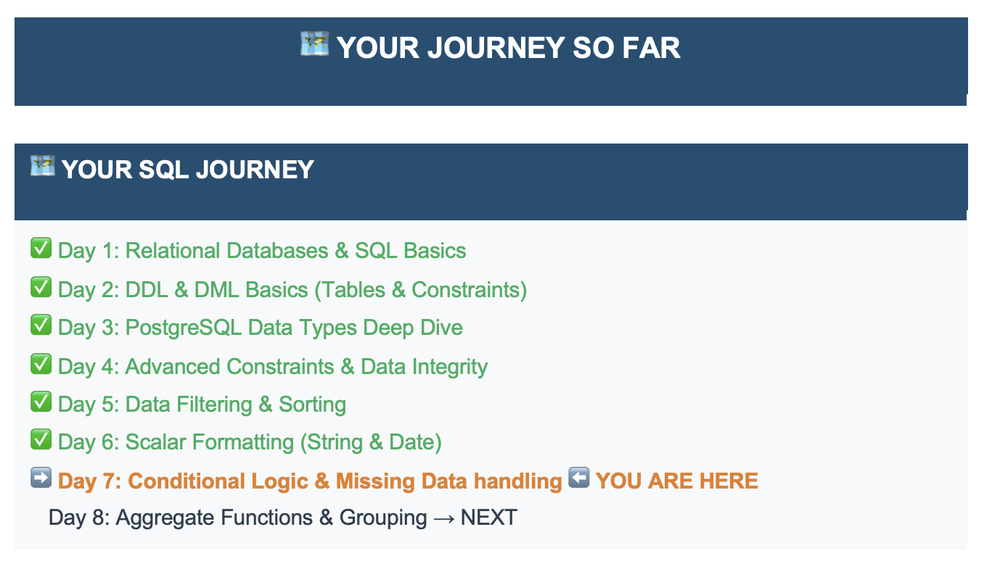 🗺️ YOUR JOURNEY SO FAR
🗺️ YOUR SQL JOURNEY
✅ Day 1: Relational Databases & SQL Basics
✅ Day 2: DDL & DML Basics (Tables & Constraints)
✅ Day 3: PostgreSQL Data Types Deep Dive
✅ Day 4: Advanced Constraints & Data Integrity
✅ Day 5: Data Filtering & Sorting
✅ Day 6: Scalar Formatting (String & Date)
➡️ Day 7: Conditional Logic & Missing Data handling ⬅️ YOU ARE HERE
Day 8: Aggregate Functions & Grouping → NEXT